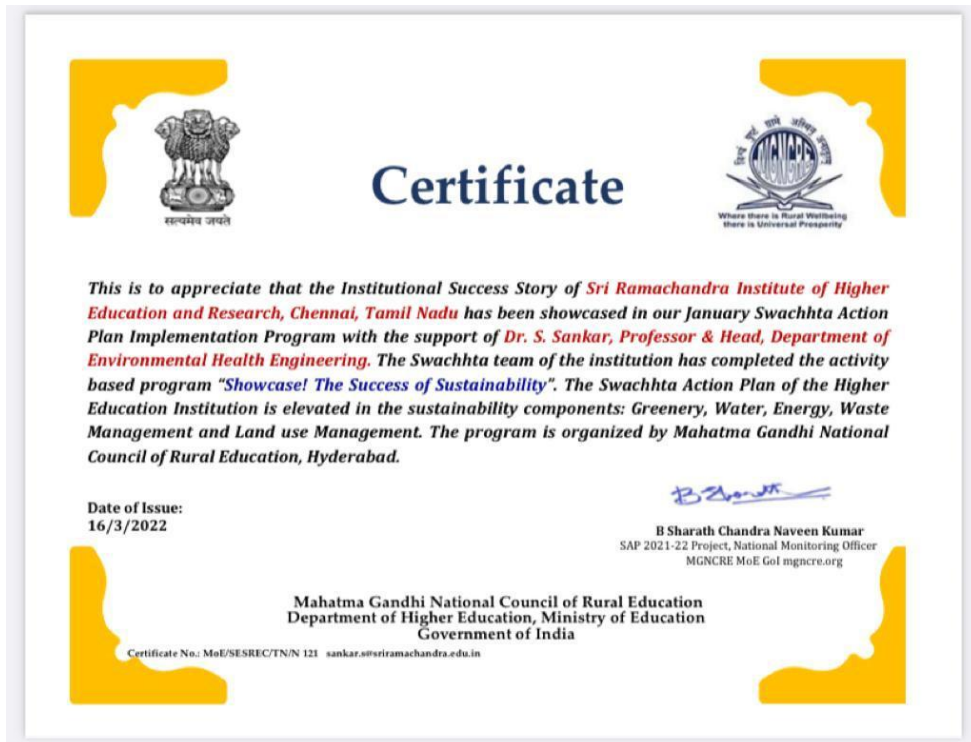 सत्यमेव जयते
Certificate
MGNCRE
Where there is Rural Wellbeing
there is Universal Prosperity
This is to appreciate that the Institutional Success Story of Sri Ramachandra Institute of Higher
Education and Research, Chennai, Tamil Nadu has been showcased in our January Swachhta Action
Plan Implementation Program with the support of Dr. S. Sankar, Professor & Head, Department of
Environmental Health Engineering. The Swachhta team of the institution has completed the activity
based program “Showcase! The Success of Sustainability”. The Swachhta Action Plan of the Higher
Education Institution is elevated in the sustainability components: Greenery, Water, Energy, Waste
Management and Land use Management. The program is organized by Mahatma Gandhi National
Council of Rural Education, Hyderabad.
Date of Issue:
16/3/2022
B Sharath Chandra Naveen Kumar
SAP 2021-22 Project, National Monitoring Officer
MGNCRE MoE GoI mgncre.org
Mahatma Gandhi National Council of Rural Education
Department of Higher Education, Ministry of Education
Government of India
Certificate No.: MoE/SESREC/TN/N 121 sankar.s@sriramachandra.edu.in